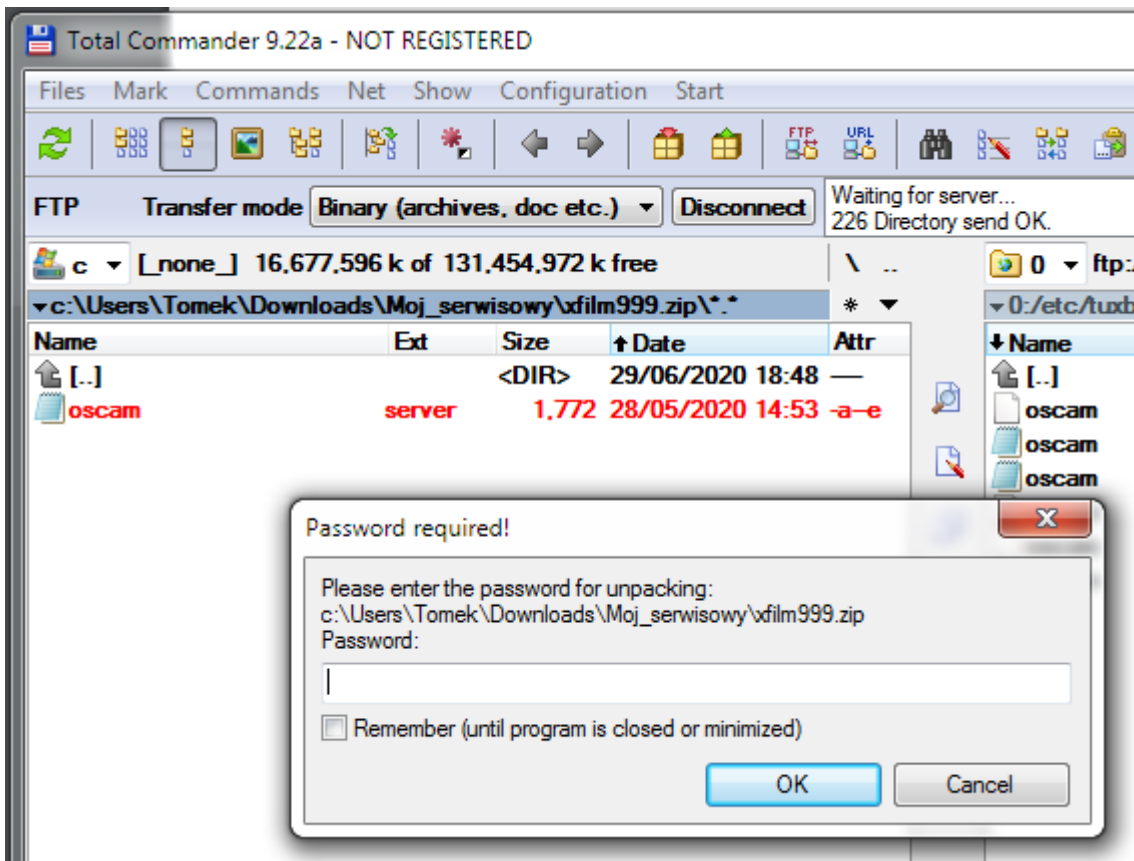 Total Commander 9.22a - NOT REGISTERED
Files Mark Commands Net Show Configuration Start
FTP URL
FTP Transfer mode Binary (archives, doc etc.) Disconnect
Waiting for server...
226 Directory send OK.
c [_none_] 16,677,596 k of 131,454,972 k free \ .. 0 ftp:
c:\Users\Tomek\Downloads\Moj_serwisowy\xfilm999.zip\*.* * 0:/etc/tuxb
Name Ext Size Date Attr Name
[..] <DIR> 29/06/2020 18:48 — [..]
oscam server 1,772 28/05/2020 14:53 -a--e oscam
oscam
oscam
Password required!
Please enter the password for unpacking:
c:\Users\Tomek\Downloads\Moj_serwisowy\xfilm999.zip
Password:
Remember (until program is closed or minimized)
OK Cancel